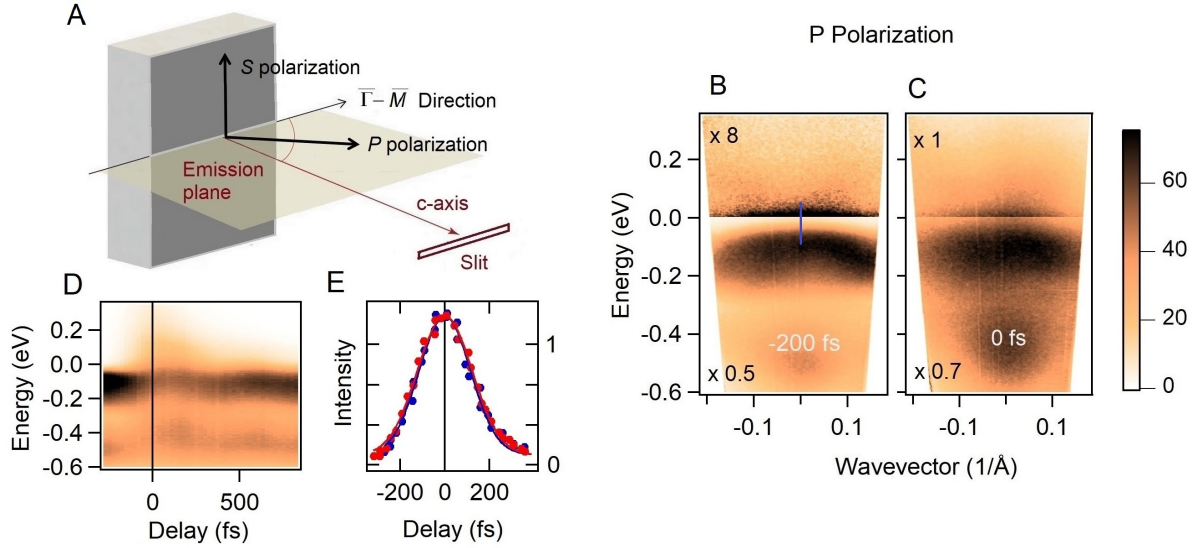 A
S polarization
Γ̅ – M̅ Direction
P polarization
Emission
plane
c-axis
Slit
P Polarization
B
C
x 8
x 1
0.2
0.0
-0.2
-0.4
-0.6
Energy (eV)
-200 fs
0 fs
x 0.5
x 0.7
-0.1
0.1
-0.1
0.1
Wavevector (1/Å)
60
40
20
0
D
0.2
0.0
-0.2
-0.4
-0.6
Energy (eV)
0
500
Delay (fs)
E
Intensity
1
0
-200
0
200
Delay (fs)